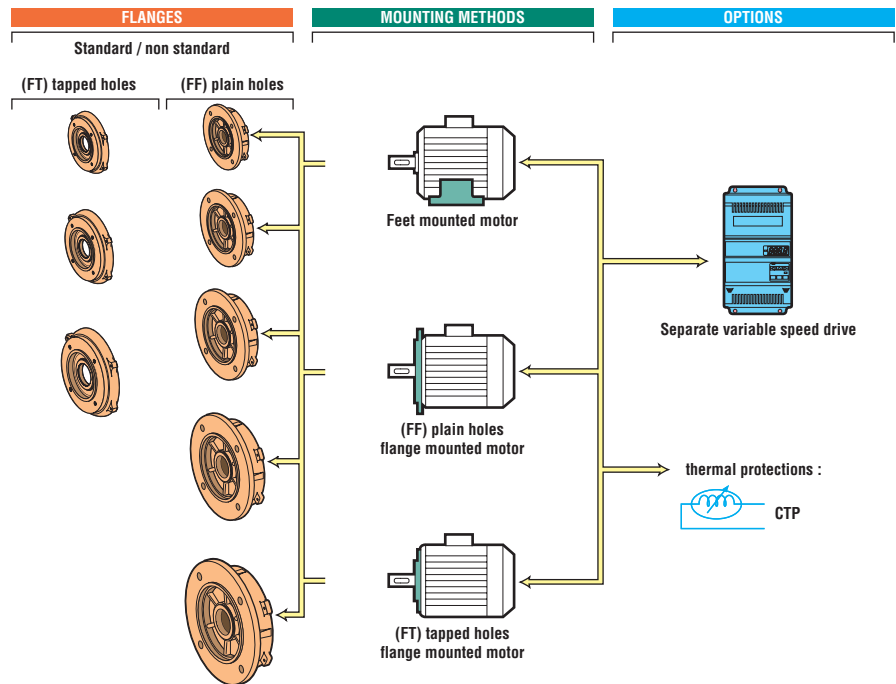 FLANGES
MOUNTING METHODS
OPTIONS
Standard / non standard
(FT) tapped holes
(FF) plain holes
Feet mounted motor
Separate variable speed drive
(FF) plain holes
flange mounted motor
thermal protections :
CTP
(FT) tapped holes
flange mounted motor